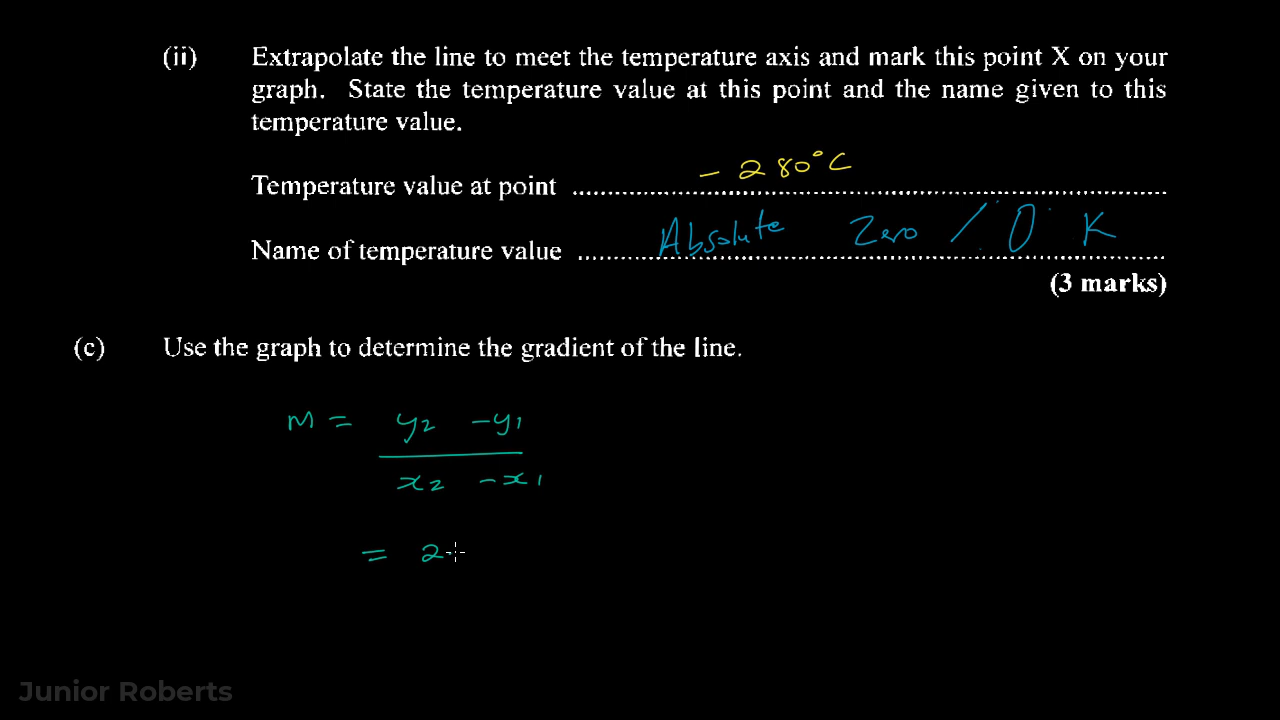 (ii) Extrapolate the line to meet the temperature axis and mark this point X on your
graph. State the temperature value at this point and the name given to this
temperature value.
- 280°C
Temperature value at point ..........................................................................................
Absolute Zero / 0 K
Name of temperature value ..........................................................................................
(3 marks)
(c) Use the graph to determine the gradient of the line.
m = y2 - y1
x2 - x1
= 2
Junior Roberts